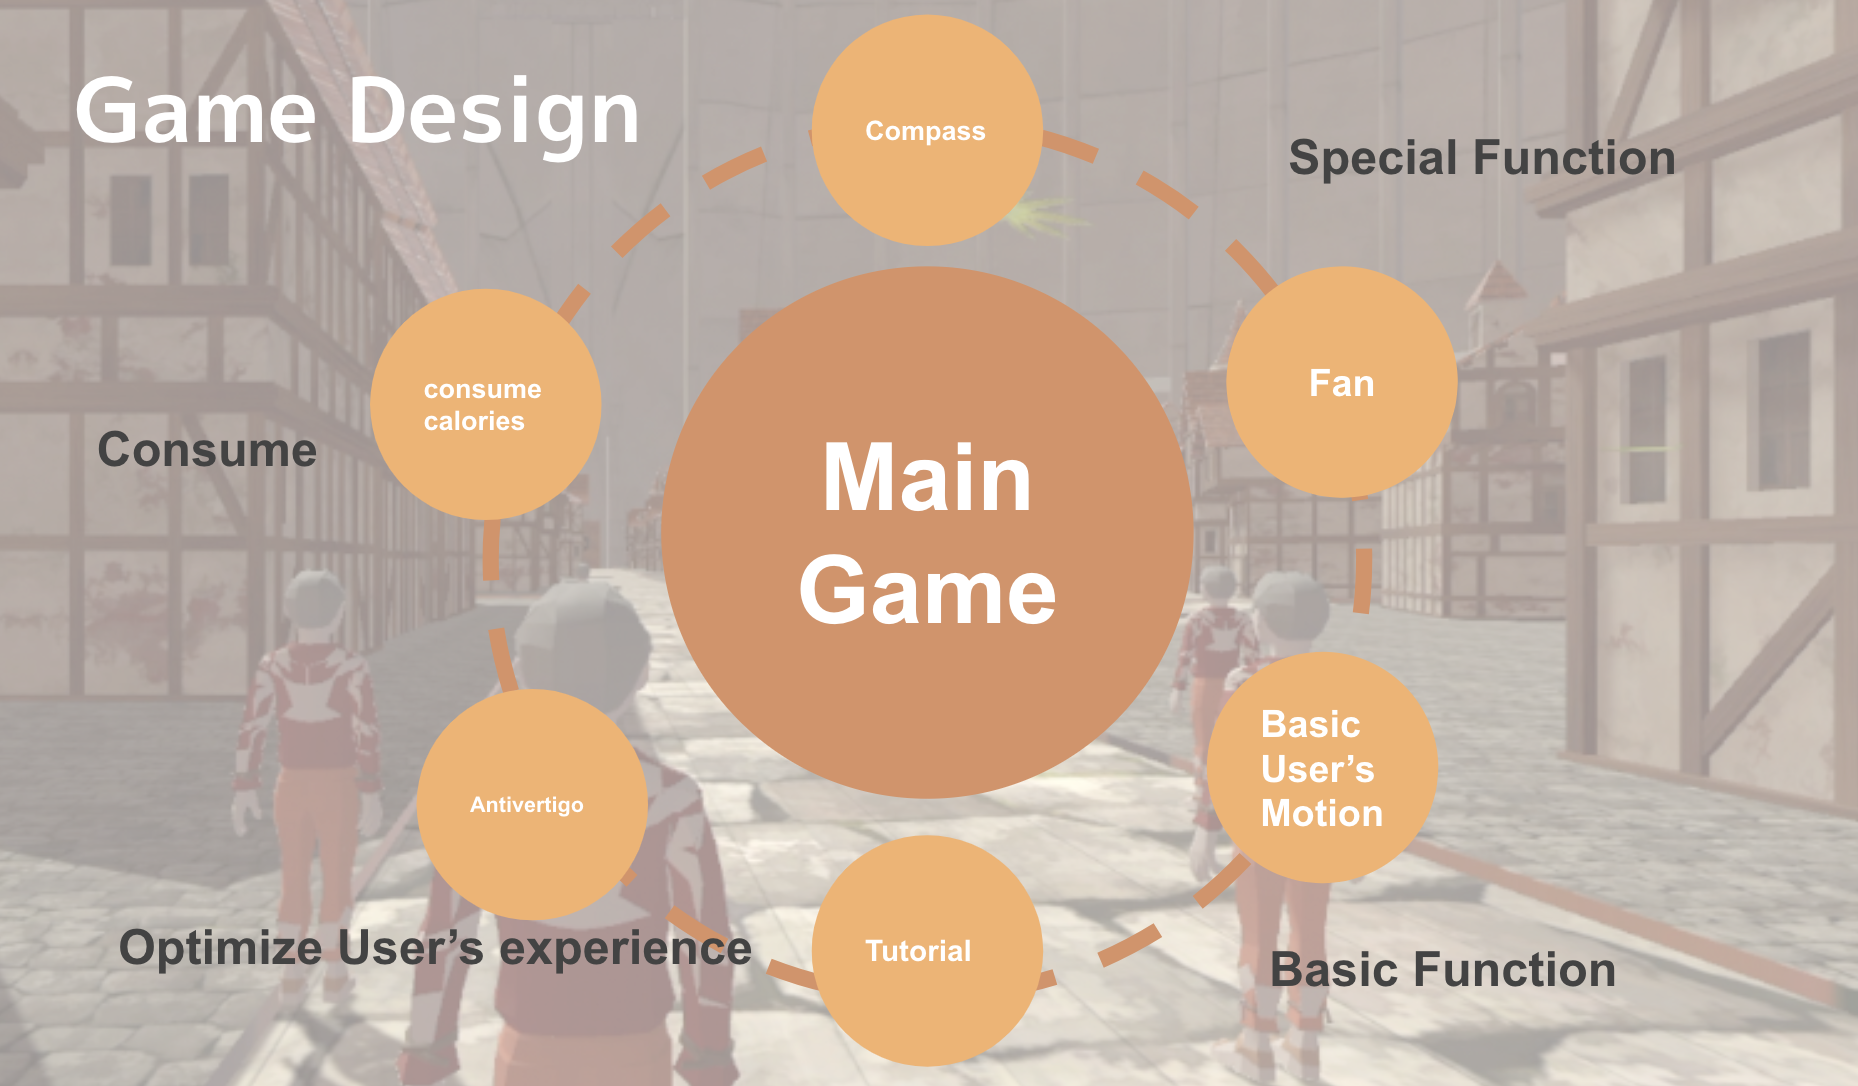 Game Design
Compass
Special Function
Fan
consume
calories
Consume
Main
Game
Basic
User’s
Motion
Antivertigo
Optimize User’s experience
Tutorial
Basic Function